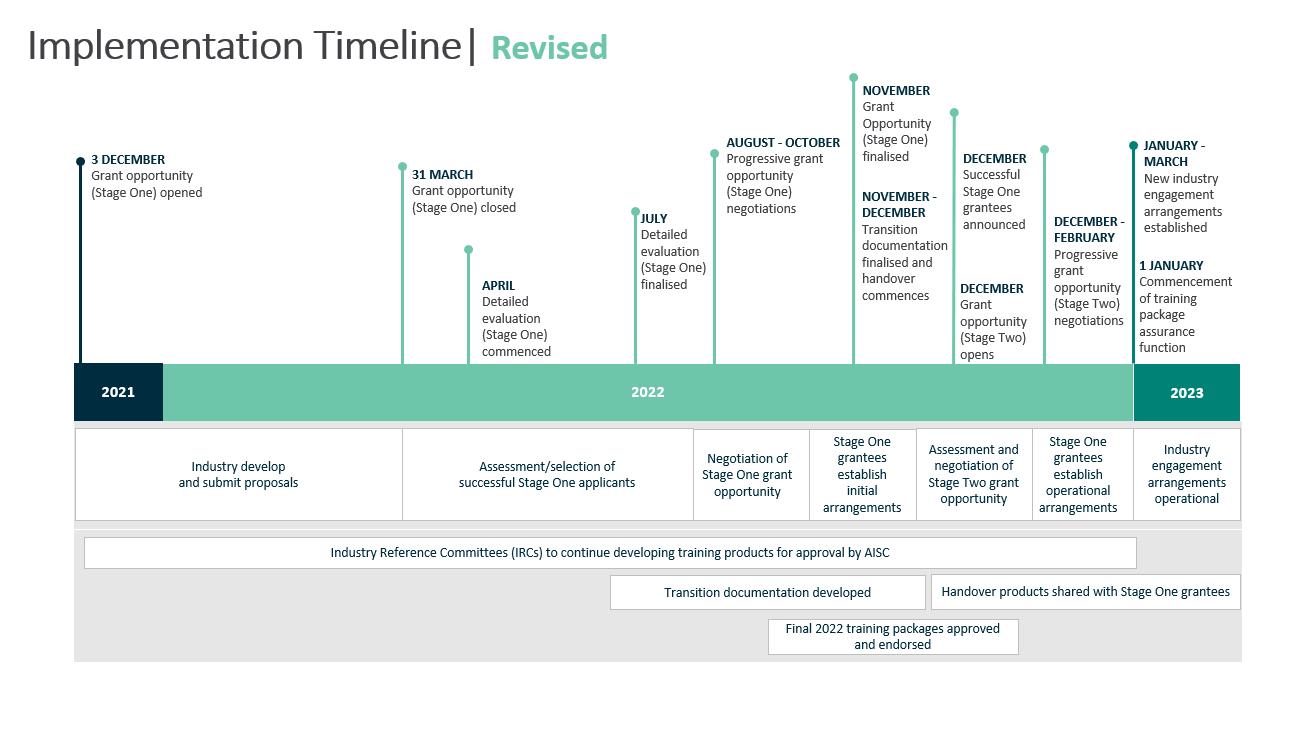 Implementation Timeline| Revised
3 DECEMBER
Grant opportunity
(Stage One) opened
31 MARCH
Grant opportunity
(Stage One) closed
APRIL
Detailed
evaluation
(Stage One)
commenced
JULY
Detailed
evaluation
(Stage One)
finalised
AUGUST - OCTOBER
Progressive grant
opportunity
(Stage One)
negotiations
NOVEMBER
Grant
Opportunity
(Stage One)
finalised
NOVEMBER -
DECEMBER
Transition
documentation
finalised and
handover
commences
DECEMBER
Successful
Stage One
grantees
announced
DECEMBER
Grant
opportunity
(Stage Two)
opens
DECEMBER -
FEBRUARY
Progressive
grant
opportunity
(Stage Two)
negotiations
JANUARY -
MARCH
New industry
engagement
arrangements
established
1 JANUARY
Commencement
of training
package
assurance
function
2021
2022
2023
Industry develop
and submit proposals
Assessment/selection of
successful Stage One applicants
Negotiation of
Stage One grant
opportunity
Stage One
grantees
establish
initial
arrangements
Assessment and
negotiation of
Stage Two grant
opportunity
Stage One
grantees
establish
operational
arrangements
Industry
engagement
arrangements
operational
Industry Reference Committees (IRCs) to continue developing training products for approval by AISC
Transition documentation developed
Handover products shared with Stage One grantees
Final 2022 training packages approved
and endorsed